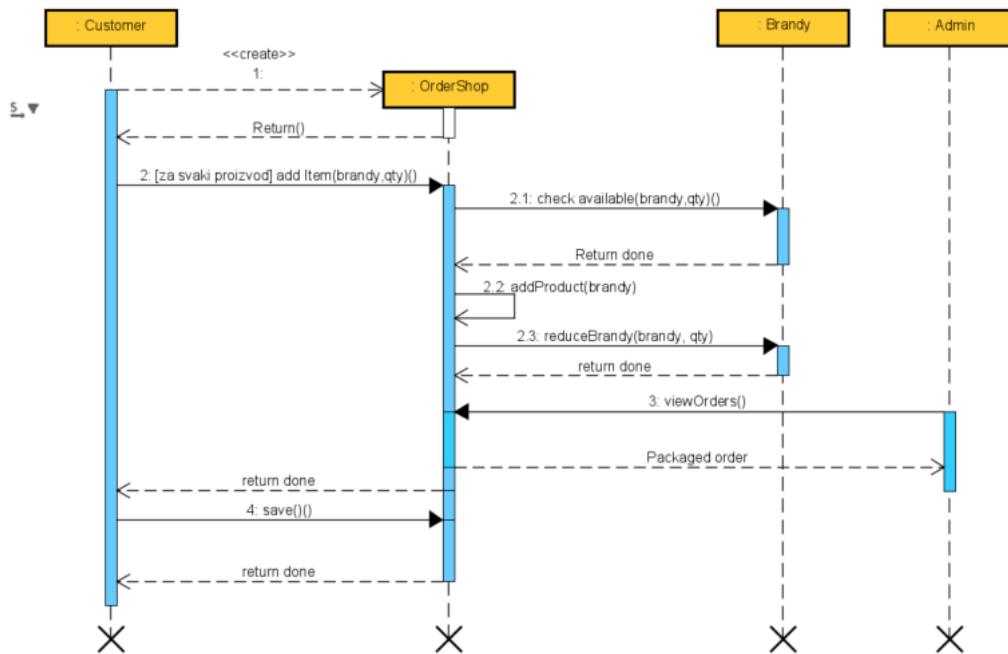 : Customer
: Brandy
: Admin
<<create>>
1:
: OrderShop
S
Return()
2: [za svaki proizvod] add Item(brandy,qty)()
2.1: check available(brandy,qty)()
Return done
2.2: addProduct(brandy)
2.3: reduceBrandy(brandy, qty)
return done
3: viewOrders()
Packaged order
return done
4: save()()
return done